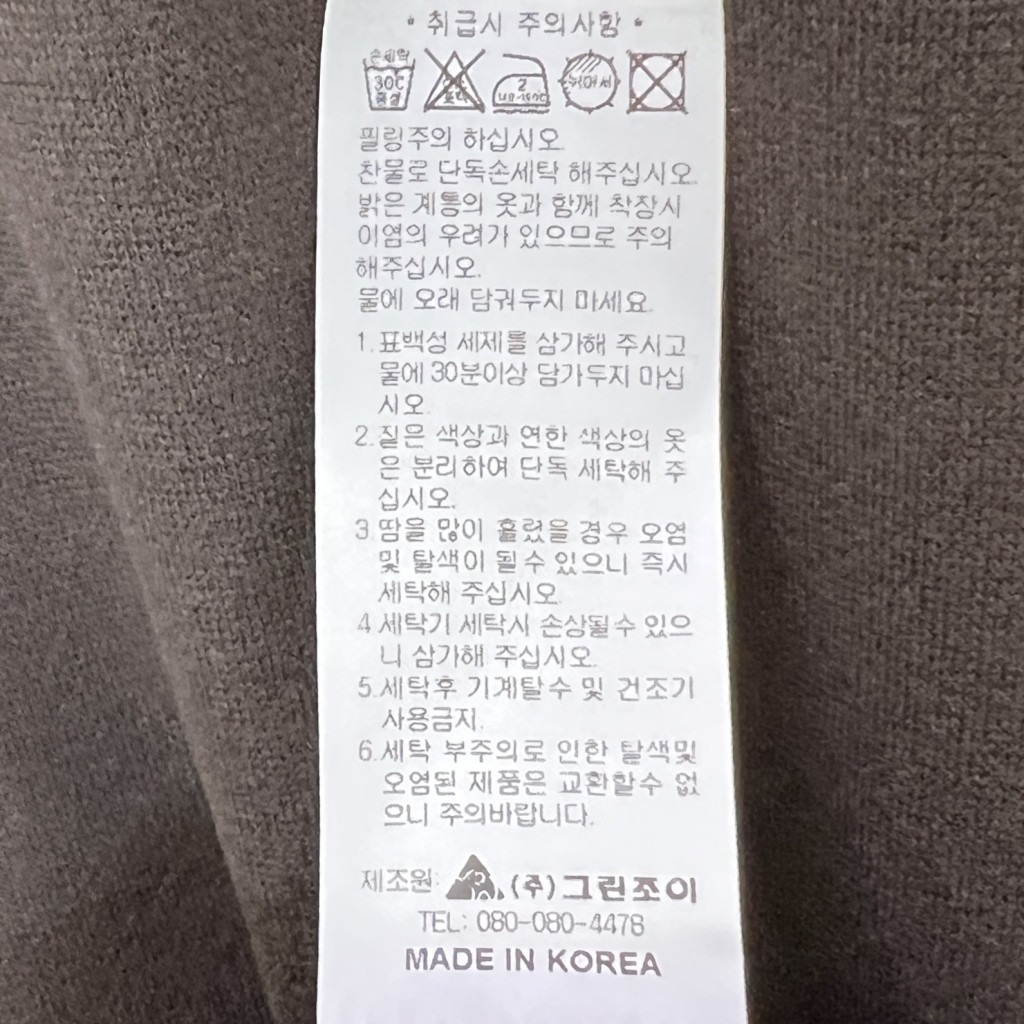 * 취급시 주의사항 *
손세탁
30C
중성
2
뉘어서
필링주의 하십시오.
찬물로 단독손세탁 해주십시오.
밝은 계통의 옷과 함께 착장시
이염의 우려가 있으므로 주의
해주십시오.
물에 오래 담궈두지 마세요.
1.표백성 세제를 삼가해 주시고
물에 30분이상 담가두지 마십
시오.
2.짙은 색상과 연한 색상의 옷
은 분리하여 단독 세탁해 주
십시오.
3.땀을 많이 흘렸을 경우 오염
및 탈색이 될수 있으니 즉시
세탁해 주십시오.
4.세탁기 세탁시 손상될수 있으
니 삼가해 주십시오.
5.세탁후 기계탈수 및 건조기
사용금지.
6.세탁 부주의로 인한 탈색및
오염된 제품은 교환할수 없
으니 주의바랍니다.
제조원: (주)그린조이
TEL: 080-080-4478
MADE IN KOREA